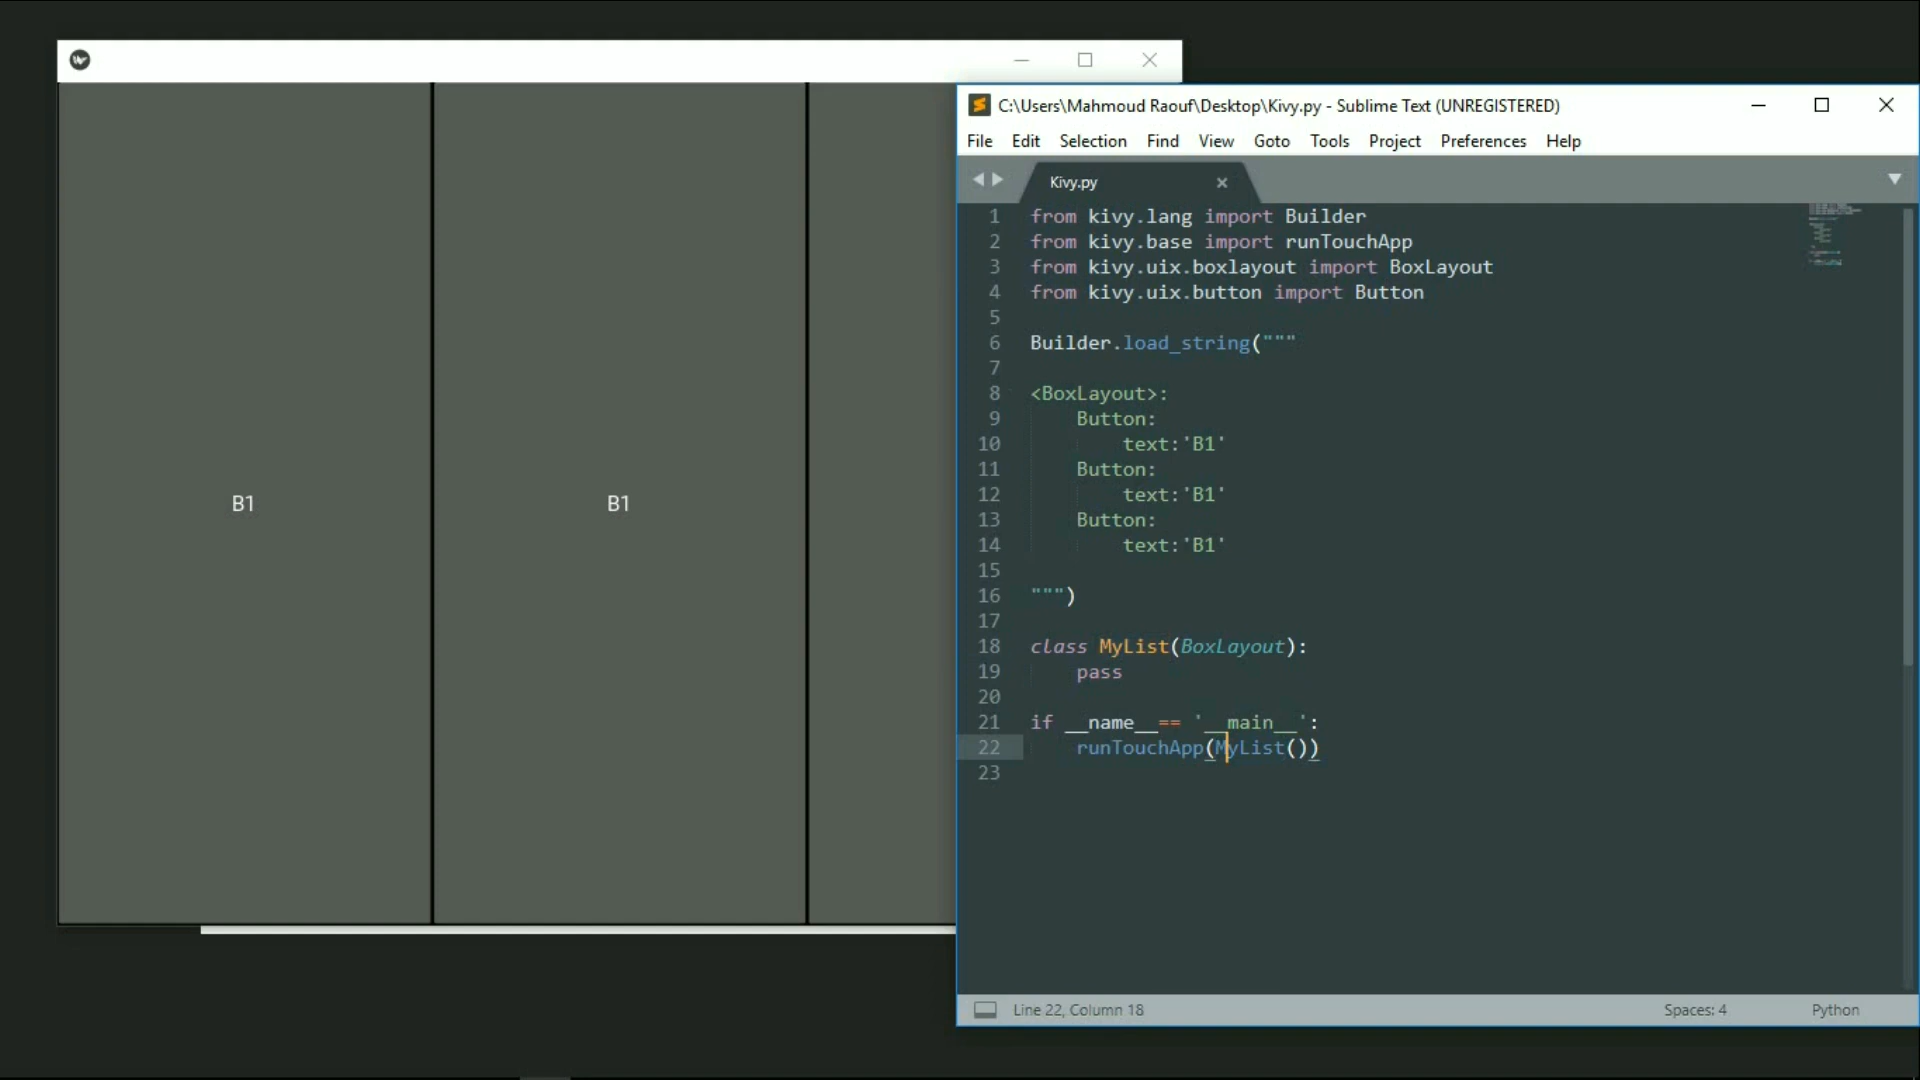 B1
B1
C:\Users\Mahmoud Raouf\Desktop\Kivy.py - Sublime Text (UNREGISTERED)
File Edit Selection Find View Goto Tools Project Preferences Help
Kivy.py
1 from kivy.lang import Builder
2 from kivy.base import runTouchApp
3 from kivy.uix.boxlayout import BoxLayout
4 from kivy.uix.button import Button
5
6 Builder.load_string("""
7
8 <BoxLayout>:
9     Button:
10         text:'B1'
11     Button:
12         text:'B1'
13     Button:
14         text:'B1'
15
16 """)
17
18 class MyList(BoxLayout):
19     pass
20
21 if __name__== '__main__':
22     runTouchApp(MyList())
23
Line 22, Column 18 Spaces: 4 Python